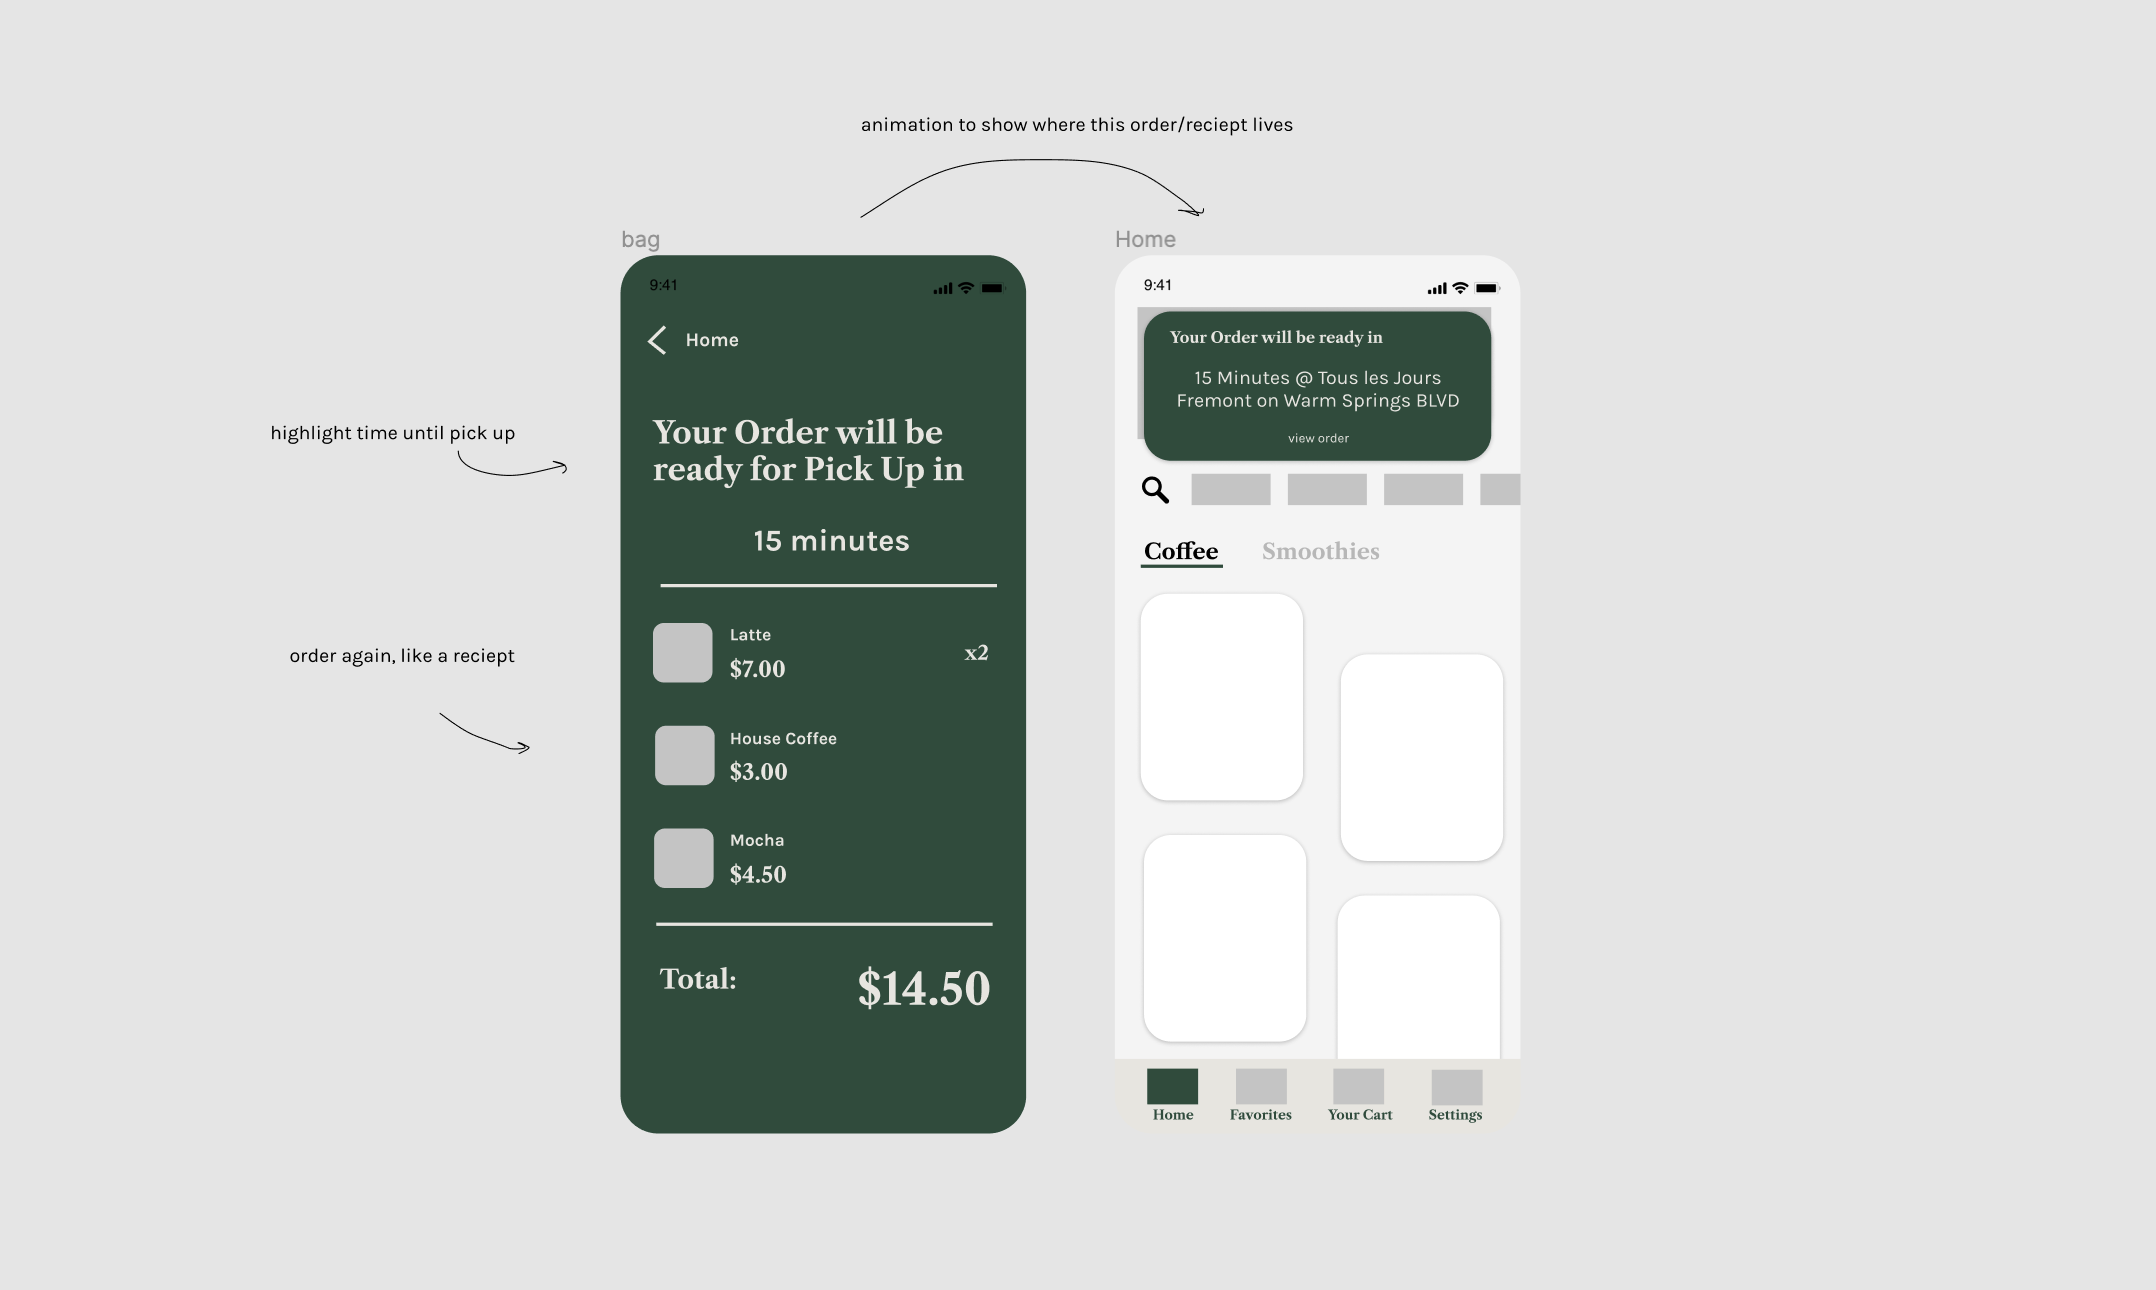 animation to show where this order/reciept lives
highlight time until pick up
order again, like a reciept
bag
9:41
Home
Your Order will be
ready for Pick Up in
15 minutes
Latte
$7.00
x2
House Coffee
$3.00
Mocha
$4.50
Total:
$14.50
Home
9:41
Your Order will be ready in
15 Minutes @ Tous les Jours
Fremont on Warm Springs BLVD
view order
Coffee Smoothies
Home Favorites Your Cart Settings